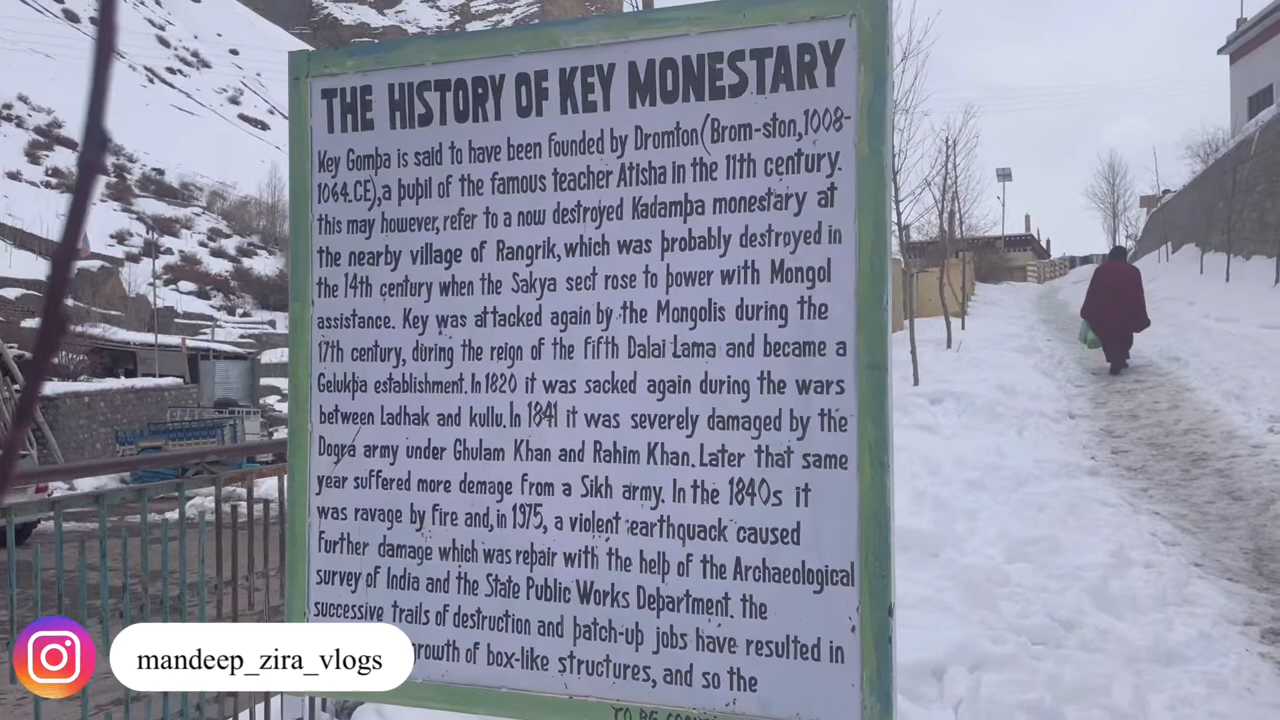 THE HISTORY OF KEY MONESTARY
Key Gomba is said to have been founded by Dromton (Brom-ston, 1008-
1064.CE), a pupil of the famous teacher Atisha in the 11th century.
this may however, refer to a now destroyed Kadampa monestary at
the nearby village of Rangrik, which was probably destroyed in
the 14th century when the Sakya sect rose to power with Mongol
assistance. Key was attacked again by the Mongolis during the
17th century, during the reign of the fifth Dalai Lama and became a
Gelukpa establishment. In 1820 it was sacked again during the wars
between Ladhak and kullu. In 1841 it was severely damaged by the
Dogra army under Ghulam Khan and Rahim Khan. Later that same
year suffered more demage from a Sikh army. In the 1840s it
was ravage by fire and, in 1975, a violent earthquack caused
further damage which was repair with the help of the Archaeological
survey of India and the State Public Works Department. the
successive trails of destruction and patch-up jobs have resulted in
growth of box-like structures, and so the
TO BE
mandeep_zira_vlogs